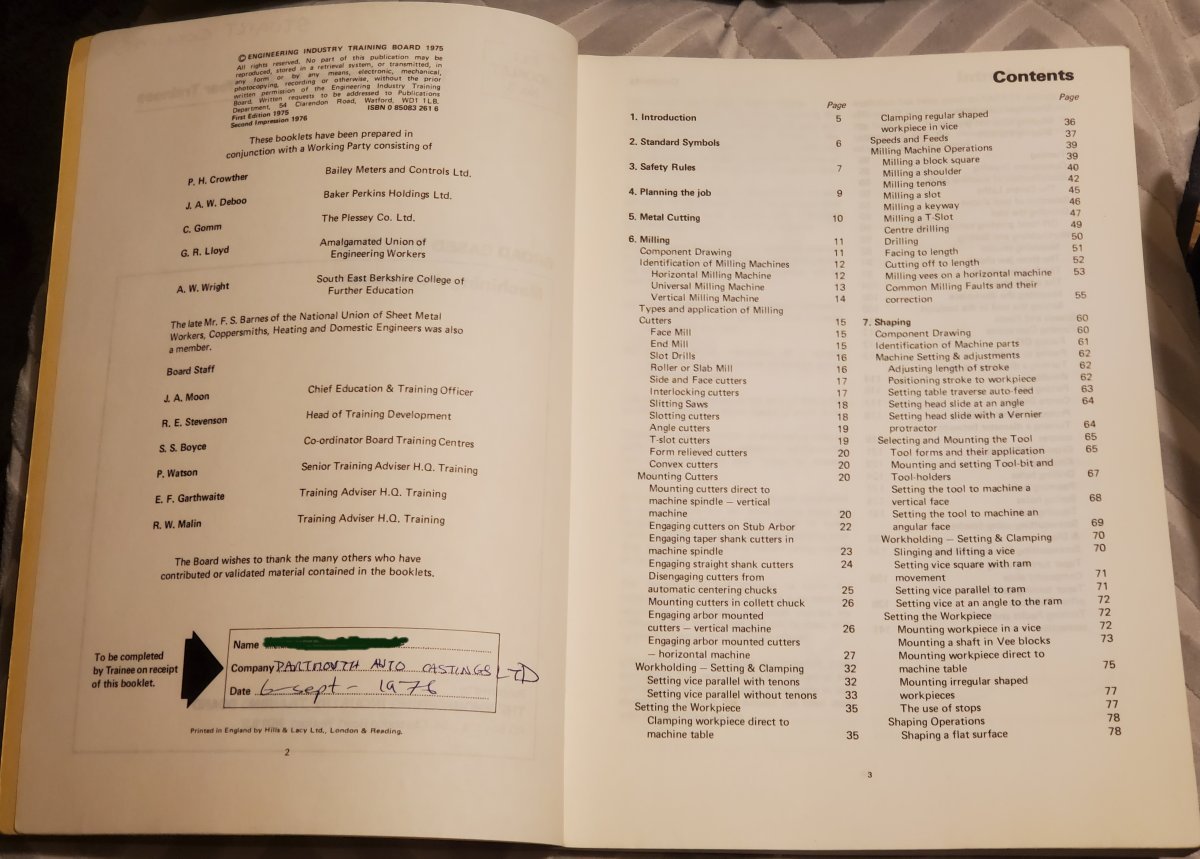 © ENGINEERING INDUSTRY TRAINING BOARD 1975
All rights reserved. No part of this publication may be
reproduced, stored in a retrieval system, or transmitted, in
any form or by any means, electronic, mechanical,
photocopying, recording or otherwise, without the prior
written permission of the Engineering Industry Training
Board. Written requests to be addressed to Publications
Department, 54 Clarendon Road, Watford, WD1 1LB.
First Edition 1975 ISBN 0 85083 261 6
Second Impression 1976
These booklets have been prepared in
conjunction with a Working Party consisting of
P. H. Crowther Bailey Meters and Controls Ltd.
J. A. W. Deboo Baker Perkins Holdings Ltd.
C. Gomm The Plessey Co. Ltd.
G. R. Lloyd Amalgamated Union of
Engineering Workers
A. W. Wright South East Berkshire College of
Further Education
The late Mr. F. S. Barnes of the National Union of Sheet Metal
Workers, Coppersmiths, Heating and Domestic Engineers was also
a member.
Board Staff
J. A. Moon Chief Education & Training Officer
R. E. Stevenson Head of Training Development
S. S. Boyce Co-ordinator Board Training Centres
P. Watson Senior Training Adviser H.Q. Training
E. F. Garthwaite Training Adviser H.Q. Training
R. W. Malin Training Adviser H.Q. Training
The Board wishes to thank the many others who have
contributed or validated material contained in the booklets.
To be completed
by Trainee on receipt
of this booklet.
Name
Company DARTMOUTH AUTO CASTINGS LTD
Date 6 - sept - 1976
Printed in England by Hills & Lacy Ltd., London & Reading.
2
Contents
Page
1. Introduction 5
2. Standard Symbols 6
3. Safety Rules 7
4. Planning the job 9
5. Metal Cutting 10
6. Milling 11
Component Drawing 11
Identification of Milling Machines 12
Horizontal Milling Machine 12
Universal Milling Machine 13
Vertical Milling Machine 14
Types and application of Milling
Cutters 15
Face Mill 15
End Mill 15
Slot Drills 16
Roller or Slab Mill 16
Side and Face cutters 17
Interlocking cutters 17
Slitting Saws 18
Slotting cutters 18
Angle cutters 19
T-slot cutters 19
Form relieved cutters 20
Convex cutters 20
Mounting Cutters 20
Mounting cutters direct to
machine spindle – vertical
machine 20
Engaging cutters on Stub Arbor 22
Engaging taper shank cutters in
machine spindle 23
Engaging straight shank cutters 24
Disengaging cutters from
automatic centering chucks 25
Mounting cutters in collett chuck 26
Engaging arbor mounted
cutters – vertical machine 26
Engaging arbor mounted cutters
– horizontal machine 27
Workholding – Setting & Clamping 32
Setting vice parallel with tenons 32
Setting vice parallel without tenons 33
Setting the Workpiece 35
Clamping workpiece direct to
machine table 35
Page
Clamping regular shaped
workpiece in vice 36
Speeds and Feeds 37
Milling Machine Operations 39
Milling a block square 39
Milling a shoulder 40
Milling tenons 42
Milling a slot 45
Milling a keyway 46
Milling a T-Slot 47
Centre drilling 49
Drilling 50
Facing to length 51
Cutting off to length 52
Milling vees on a horizontal machine 53
Common Milling Faults and their
correction 55
7. Shaping 60
Component Drawing 60
Identification of Machine parts 61
Machine Setting & adjustments 62
Adjusting length of stroke 62
Positioning stroke to workpiece 62
Setting table traverse auto-feed 63
Setting head slide at an angle 64
Setting head slide with a Vernier
protractor 64
Selecting and Mounting the Tool 65
Tool forms and their application 65
Mounting and setting Tool-bit and
Tool-holders 67
Setting the tool to machine a
vertical face 68
Setting the tool to machine an
angular face 69
Workholding – Setting & Clamping 70
Slinging and lifting a vice 70
Setting vice square with ram
movement 71
Setting vice parallel to ram 71
Setting vice at an angle to the ram 72
Setting the Workpiece 72
Mounting workpiece in a vice 72
Mounting a shaft in Vee blocks 73
Mounting workpiece direct to
machine table 75
Mounting irregular shaped
workpieces 77
The use of stops 77
Shaping Operations 78
Shaping a flat surface 78
3